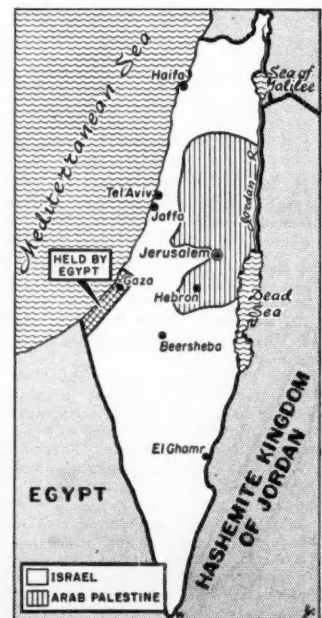 Mediterranean Sea
Haifa
Sea of
Galilee
Tel Aviv
Jaffa
Jordan R.
HELD BY
EGYPT
Jerusalem
Gaza
Hebron
Dead
Sea
Beersheba
El Ghamr
EGYPT
HASHEMITE KINGDOM
OF JORDAN
ISRAEL
ARAB PALESTINE